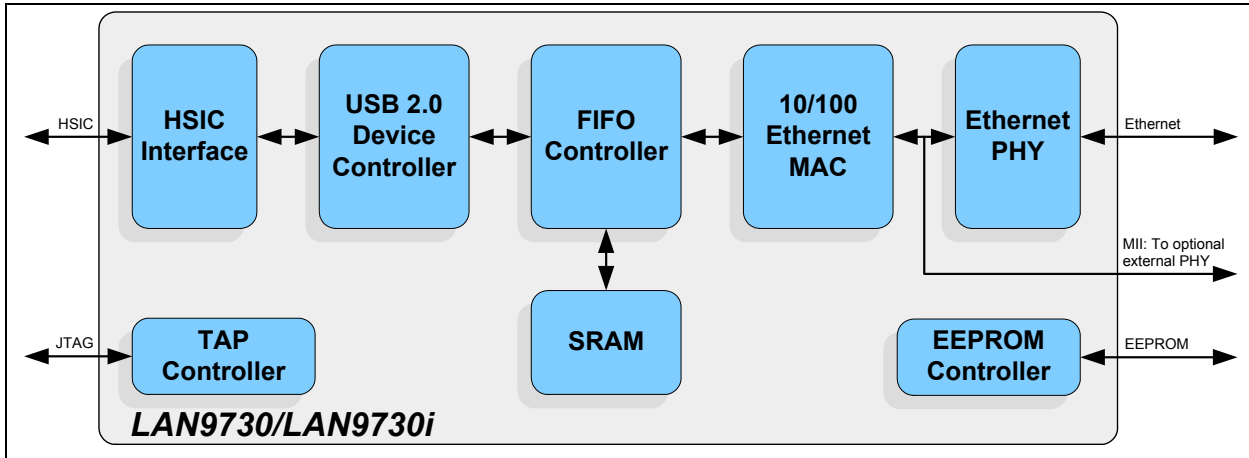 HSIC
HSIC
Interface
USB 2.0
Device
Controller
FIFO
Controller
10/100
Ethernet
MAC
Ethernet
PHY
Ethernet
MII: To optional
external PHY
SRAM
JTAG
TAP
Controller
EEPROM
Controller
EEPROM
LAN9730/LAN9730i